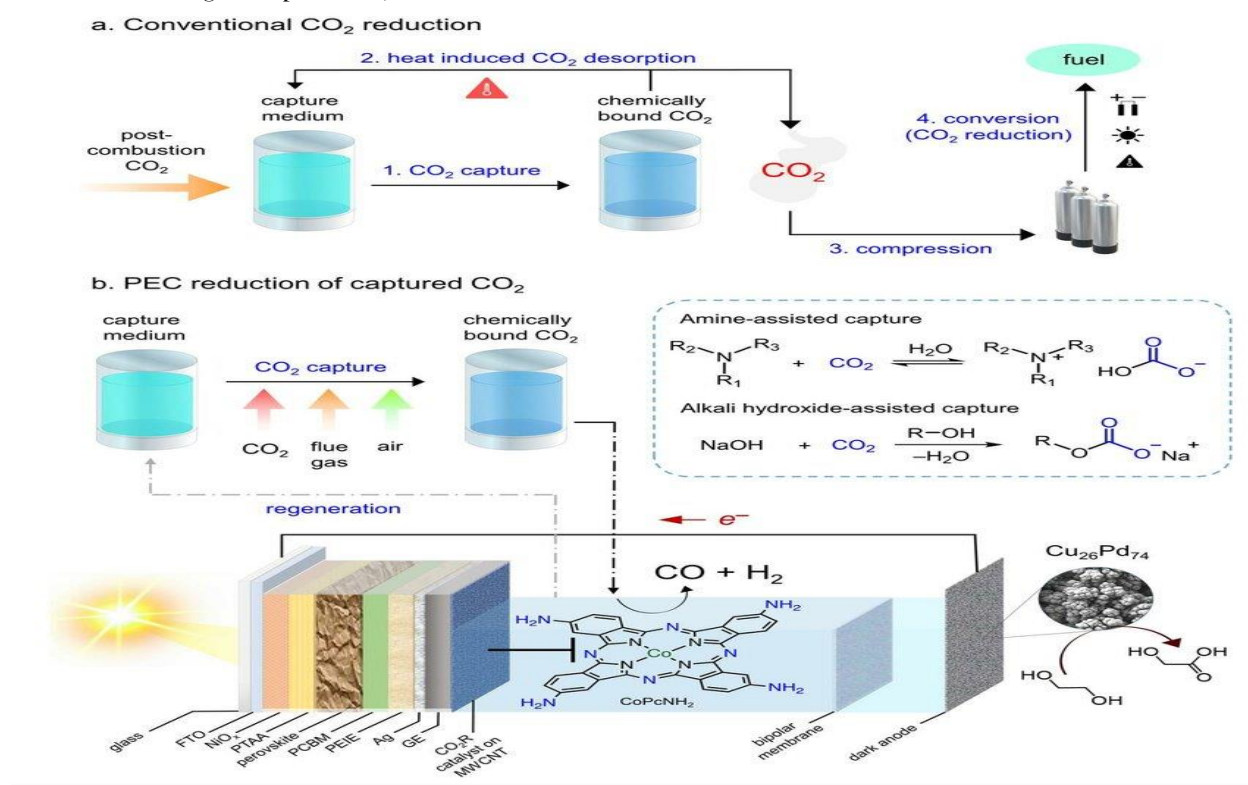 a. Conventional CO₂ reduction
2. heat induced CO₂ desorption
fuel
capture
medium
chemically
bound CO₂
post-
combustion
CO₂
1. CO₂ capture
CO₂
4. conversion
(CO₂ reduction)
+ −
3. compression
b. PEC reduction of captured CO₂
capture
medium
chemically
bound CO₂
CO₂ capture
CO₂
flue
gas
air
regeneration
Amine-assisted capture
R₂ N R₃ R₁ + CO₂ H₂O R₂ N⁺ R₃ R₁ HO O O⁻
Alkali hydroxide-assisted capture
NaOH + CO₂ R−OH −H₂O R O O O⁻ Na⁺
e⁻
Cu₂₆Pd₇₄
CO + H₂
H₂N
NH₂
N N N
N N
Co
N N
N
H₂N
NH₂
CoPcNH₂
HO O OH
HO OH
glass
FTO
NiOₓ
PTAA
perovskite
PCBM
PEIE
Ag
GE
CO₂R
catalyst on
MWCNT
bipolar
membrane
dark anode